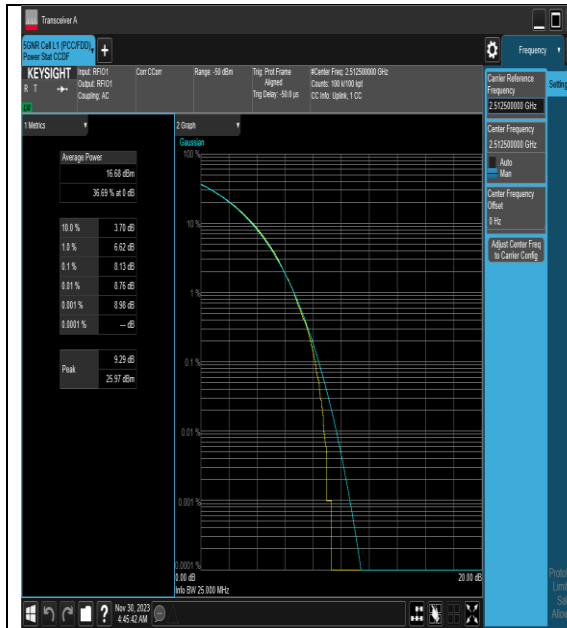 Transceiver A
5GNR Cell L1 (PCC/FDD)
Power Stat CCDF
Frequency
KEYSIGHT
R T
Input: RFIO1
Output: RFIO1
Coupling: AC
Corr CCorr
Range: -50 dBm
Trig: Prot Frame
Aligned
Trig Delay: -50.0 µs
#Center Freq: 2.512500000 GHz
Counts: 100 k/100 kpt
CC Info: Uplink, 1 CC
1 Metrics
Average Power
16.68 dBm
36.69 % at 0 dB
10.0 % 3.70 dB
1.0 % 6.62 dB
0.1 % 8.13 dB
0.01 % 8.76 dB
0.001 % 8.98 dB
0.0001 % --- dB
Peak
9.29 dB
25.97 dBm
2 Graph
Gaussian
100 %
10 %
1 %
0.1 %
0.01 %
0.001 %
0.0001 %
0.00 dB
20.00 dB
Info BW 25.000 MHz
Carrier Reference
Frequency
2.512500000 GHz
Center Frequency
2.512500000 GHz
Auto
Man
Center Frequency
Offset
0 Hz
Adjust Center Freq
to Carrier Config
Nov 30, 2023
4:45:42 AM